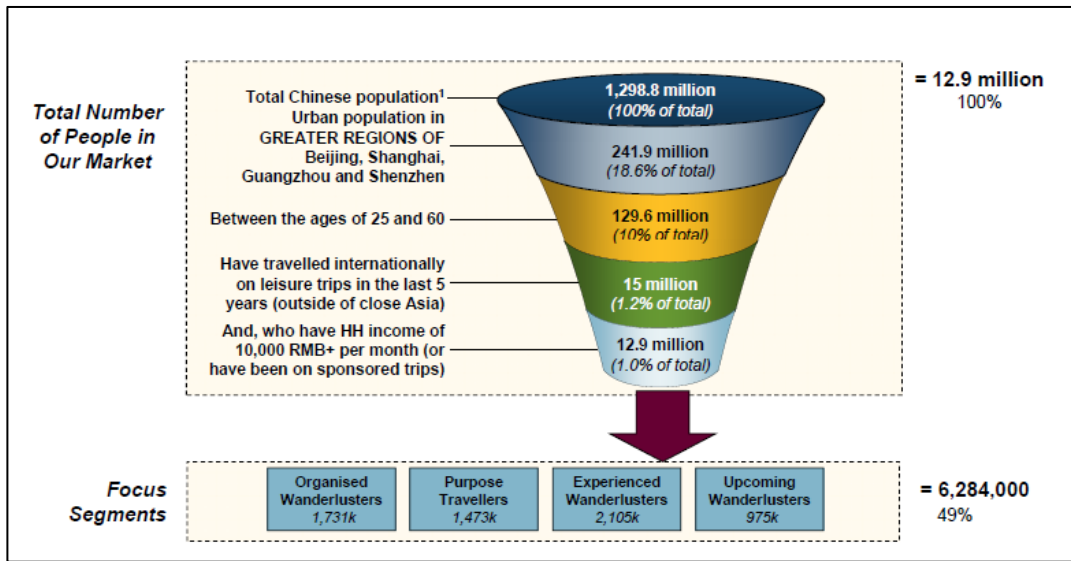 Total Number
of People in
Our Market
Total Chinese population¹
Urban population in
GREATER REGIONS OF
Beijing, Shanghai,
Guangzhou and Shenzhen
Between the ages of 25 and 60
Have travelled internationally
on leisure trips in the last 5
years (outside of close Asia)
And, who have HH income of
10,000 RMB+ per month (or
have been on sponsored trips)
1,298.8 million
(100% of total)
241.9 million
(18.6% of total)
129.6 million
(10% of total)
15 million
(1.2% of total)
12.9 million
(1.0% of total)
= 12.9 million
100%
Focus
Segments
Organised
Wanderlusters
1,731k
Purpose
Travellers
1,473k
Experienced
Wanderlusters
2,105k
Upcoming
Wanderlusters
975k
= 6,284,000
49%